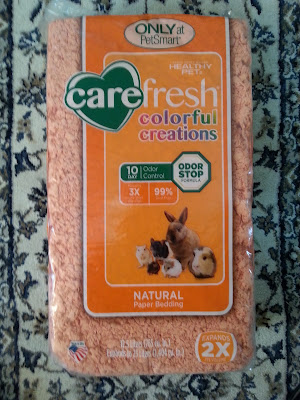 ONLY at
PetSmart
HEALTHY
PET
carefresh
colorful
creations
10
DAY
Odor
Control
ODOR
STOP
FORMULA
3X
99%
NATURAL
Paper Bedding
EXPANDS
2X